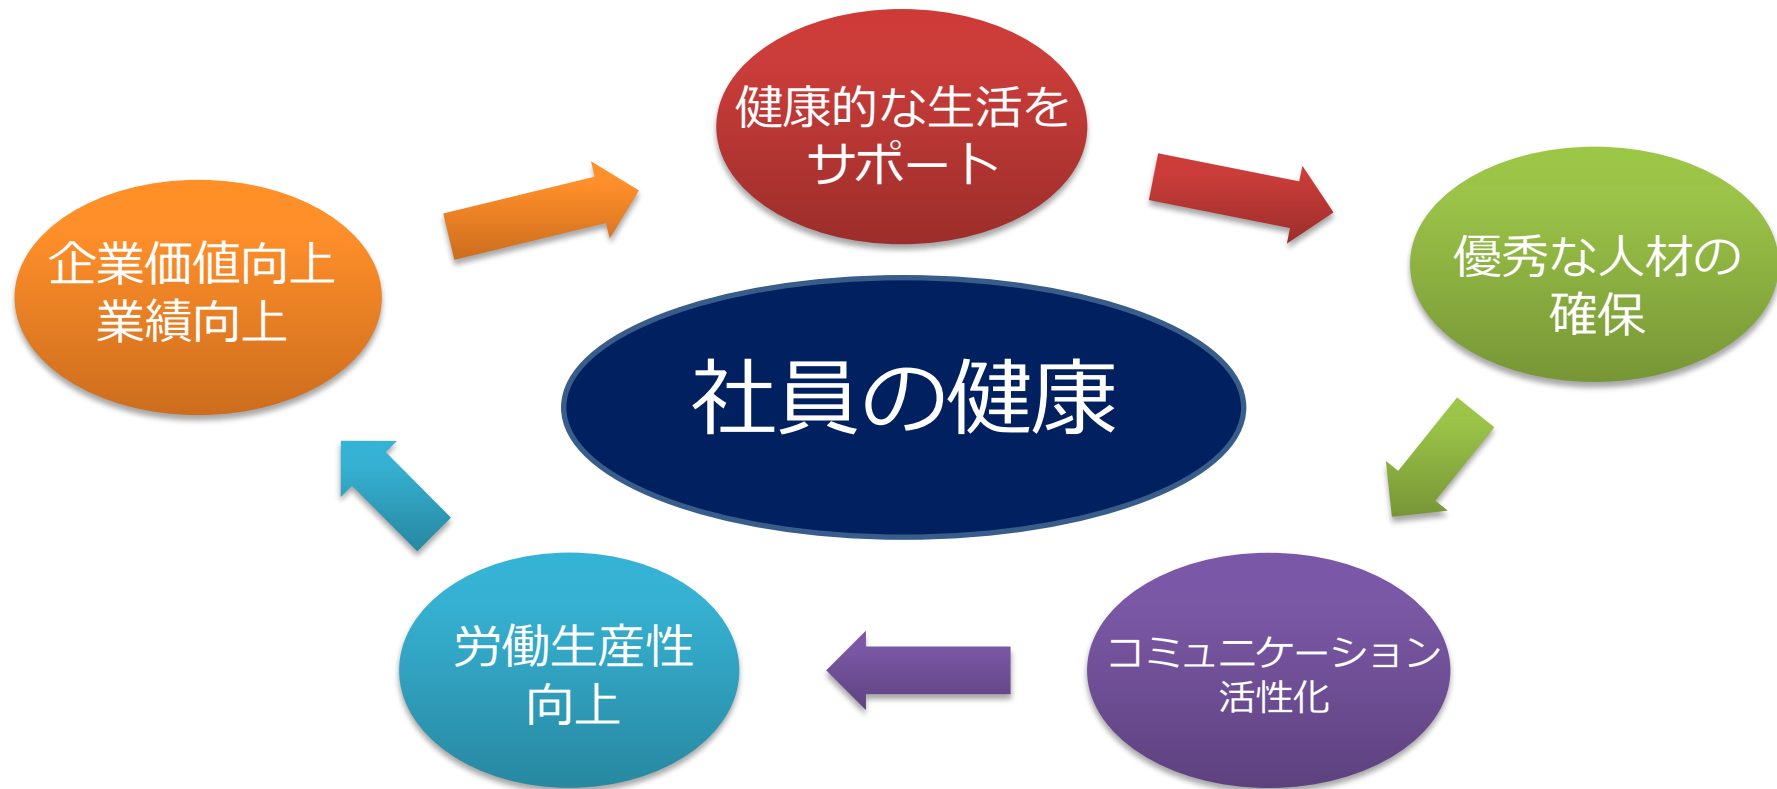 健康的な生活を
サポート
優秀な人材の
確保
コミュニケーション
活性化
労働生産性
向上
企業価値向上
業績向上
社員の健康